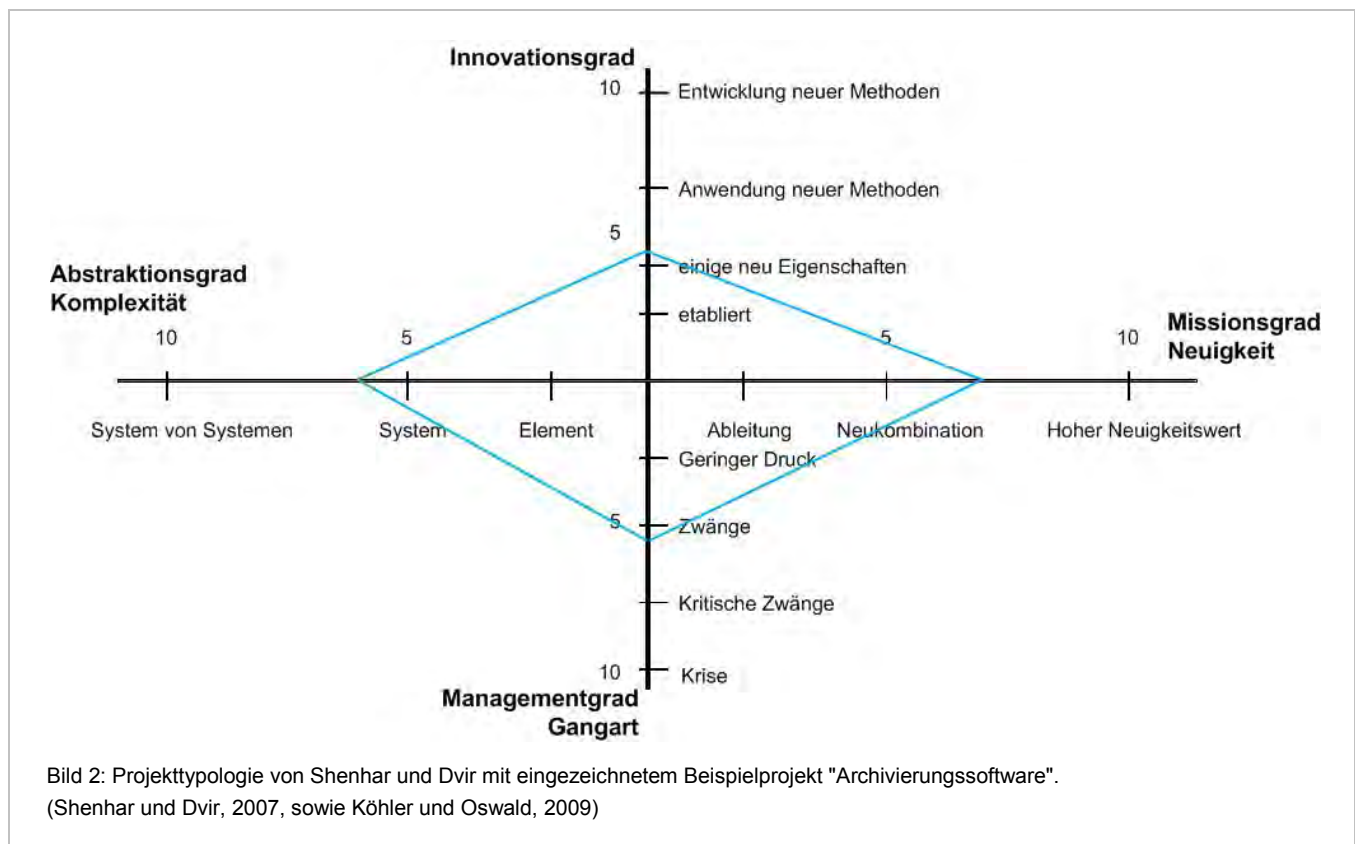 Innovationsgrad
10
Entwicklung neuer Methoden
Anwendung neuer Methoden
5
einige neu Eigenschaften
etabliert
Abstraktionsgrad
Komplexität
10
5
5
10
Missionsgrad
Neuigkeit
System von Systemen
System
Element
Ableitung
Neukombination
Hoher Neuigkeitswert
Geringer Druck
5
Zwänge
Kritische Zwänge
10
Krise
Managementgrad
Gangart
Bild 2: Projekttypologie von Shenhar und Dvir mit eingezeichnetem Beispielprojekt "Archivierungssoftware".
(Shenhar und Dvir, 2007, sowie Köhler und Oswald, 2009)